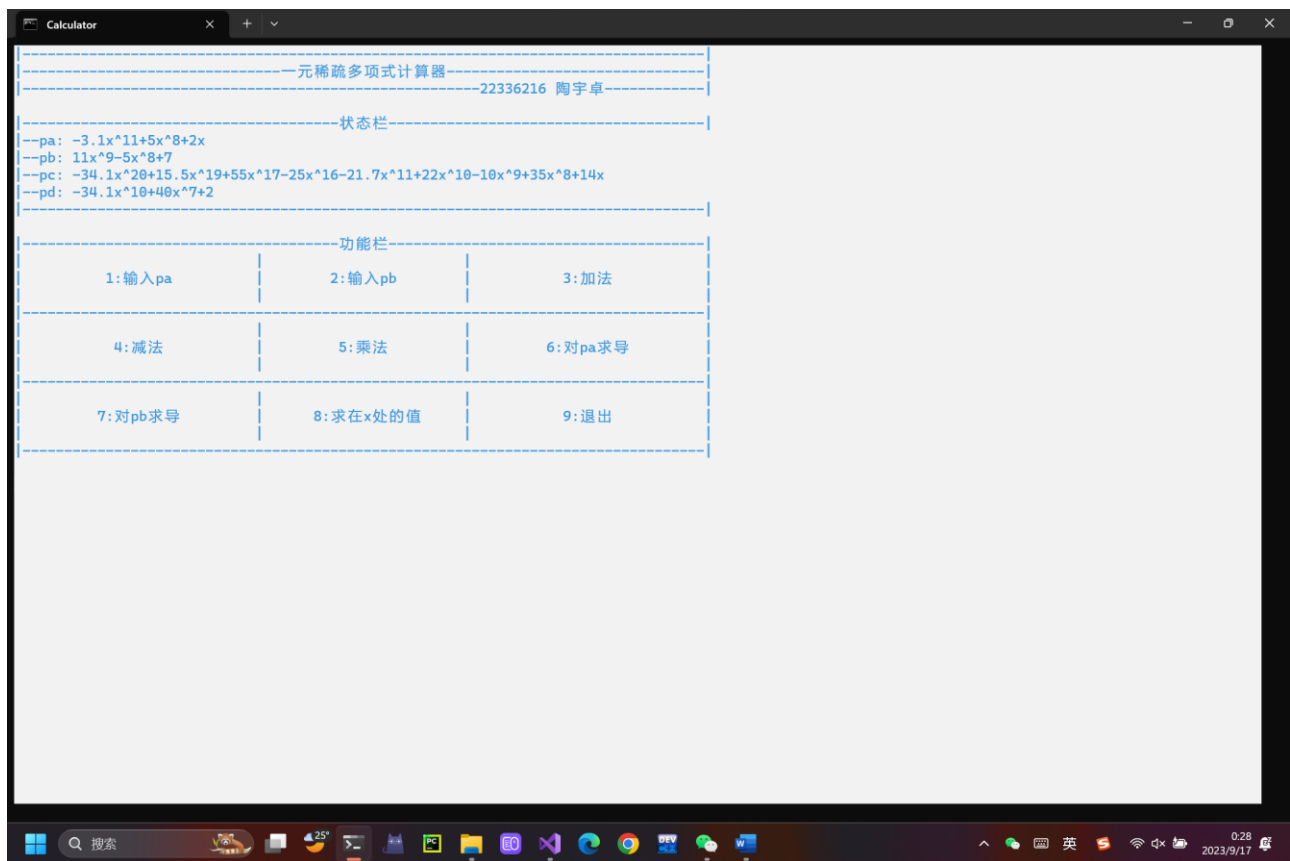 Calculator
|----------------------------------------------------------------------------------|
|-------------------------------一元稀疏多项式计算器-------------------------------|
|-------------------------------------------------------22336216 陶宇卓------------|
|--------------------------------------状态栏--------------------------------------|
|--pa: -3.1x^11+5x^8+2x
|--pb: 11x^9-5x^8+7
|--pc: -34.1x^20+15.5x^19+55x^17-25x^16-21.7x^11+22x^10-10x^9+35x^8+14x
|--pd: -34.1x^10+40x^7+2
|----------------------------------------------------------------------------------|
|--------------------------------------功能栏--------------------------------------|
| 1:输入pa | 2:输入pb | 3:加法 |
|----------------------------------------------------------------------------------|
| 4:减法 | 5:乘法 | 6:对pa求导 |
|----------------------------------------------------------------------------------|
| 7:对pb求导 | 8:求在x处的值 | 9:退出 |
|----------------------------------------------------------------------------------|
搜索 25° PC DEV 英 0:28
2023/9/17